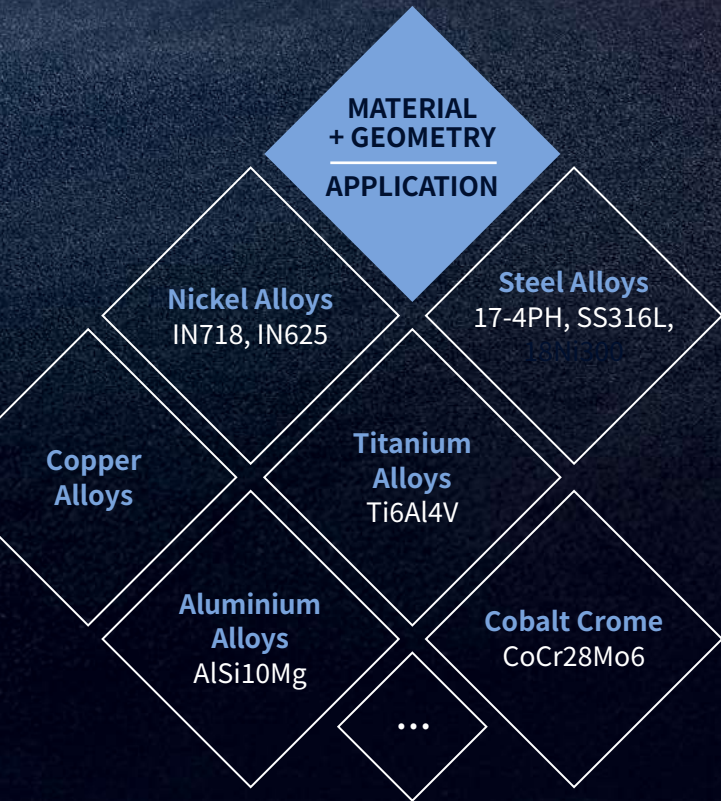 MATERIAL
+ GEOMETRY
APPLICATION
Nickel Alloys
IN718, IN625
Steel Alloys
17-4PH, SS316L,
Copper
Alloys
Titanium
Alloys
Ti6Al4V
Aluminium
Alloys
AlSi10Mg
Cobalt Crome
CoCr28Mo6
...